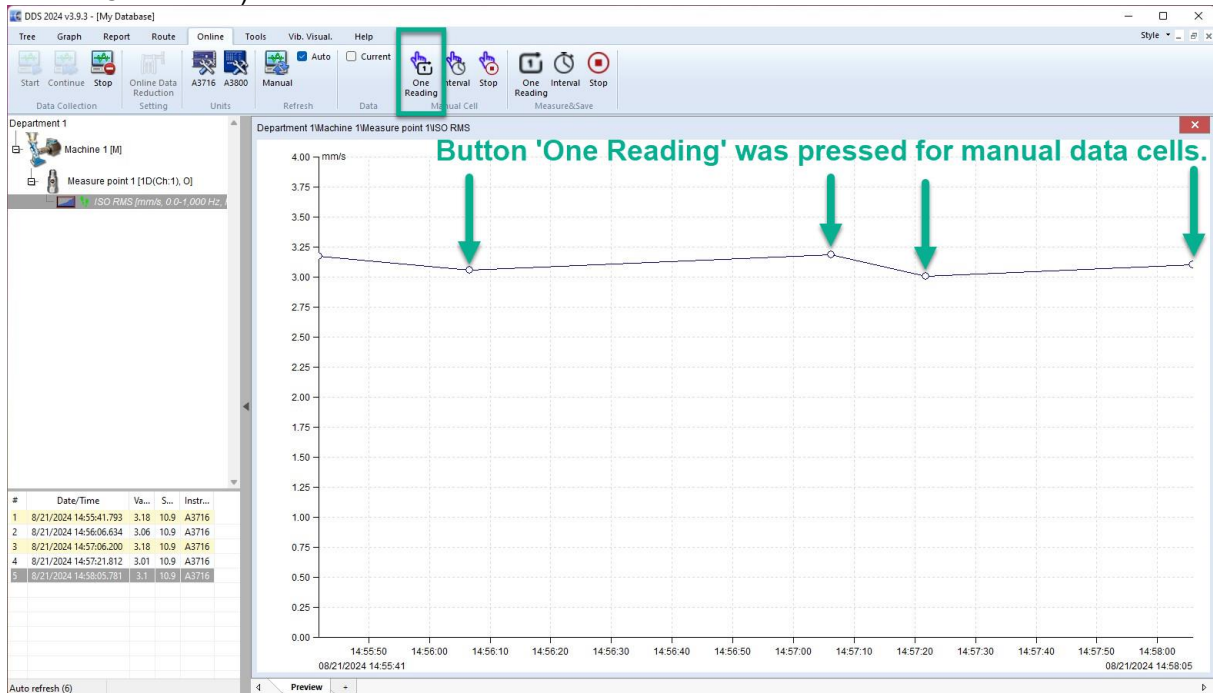 DDS 2024 v3.9.3 - [My Database]
Tree Graph Report Route Online Tools Vib. Visual. Help Style
Start Continue Stop Online Data Reduction A3716 A3800 Manual Auto Current One Reading Interval Stop One Reading Interval Stop
Data Collection Setting Units Refresh Data Manual Cell Measure&Save
Department 1
Machine 1 [M]
Measure point 1 [1D(Ch:1), O]
ISO RMS [mm/s, 0.0-1,000 Hz,
Department 1\Machine 1\Measure point 1\ISO RMS
Button 'One Reading' was pressed for manual data cells.
mm/s
4.00
3.75
3.50
3.25
3.00
2.75
2.50
2.25
2.00
1.75
1.50
1.25
1.00
0.75
0.50
0.25
0.00
14:55:50 14:56:00 14:56:10 14:56:20 14:56:30 14:56:40 14:56:50 14:57:00 14:57:10 14:57:20 14:57:30 14:57:40 14:57:50 14:58:00
08/21/2024 14:55:41 08/21/2024 14:58:05
# Date/Time Va... S... Instr...
1 8/21/2024 14:55:41.793 3.18 10.9 A3716
2 8/21/2024 14:56:06.634 3.06 10.9 A3716
3 8/21/2024 14:57:06.200 3.18 10.9 A3716
4 8/21/2024 14:57:21.812 3.01 10.9 A3716
5 8/21/2024 14:58:05.781 3.1 10.9 A3716
Auto refresh (6)
Preview +